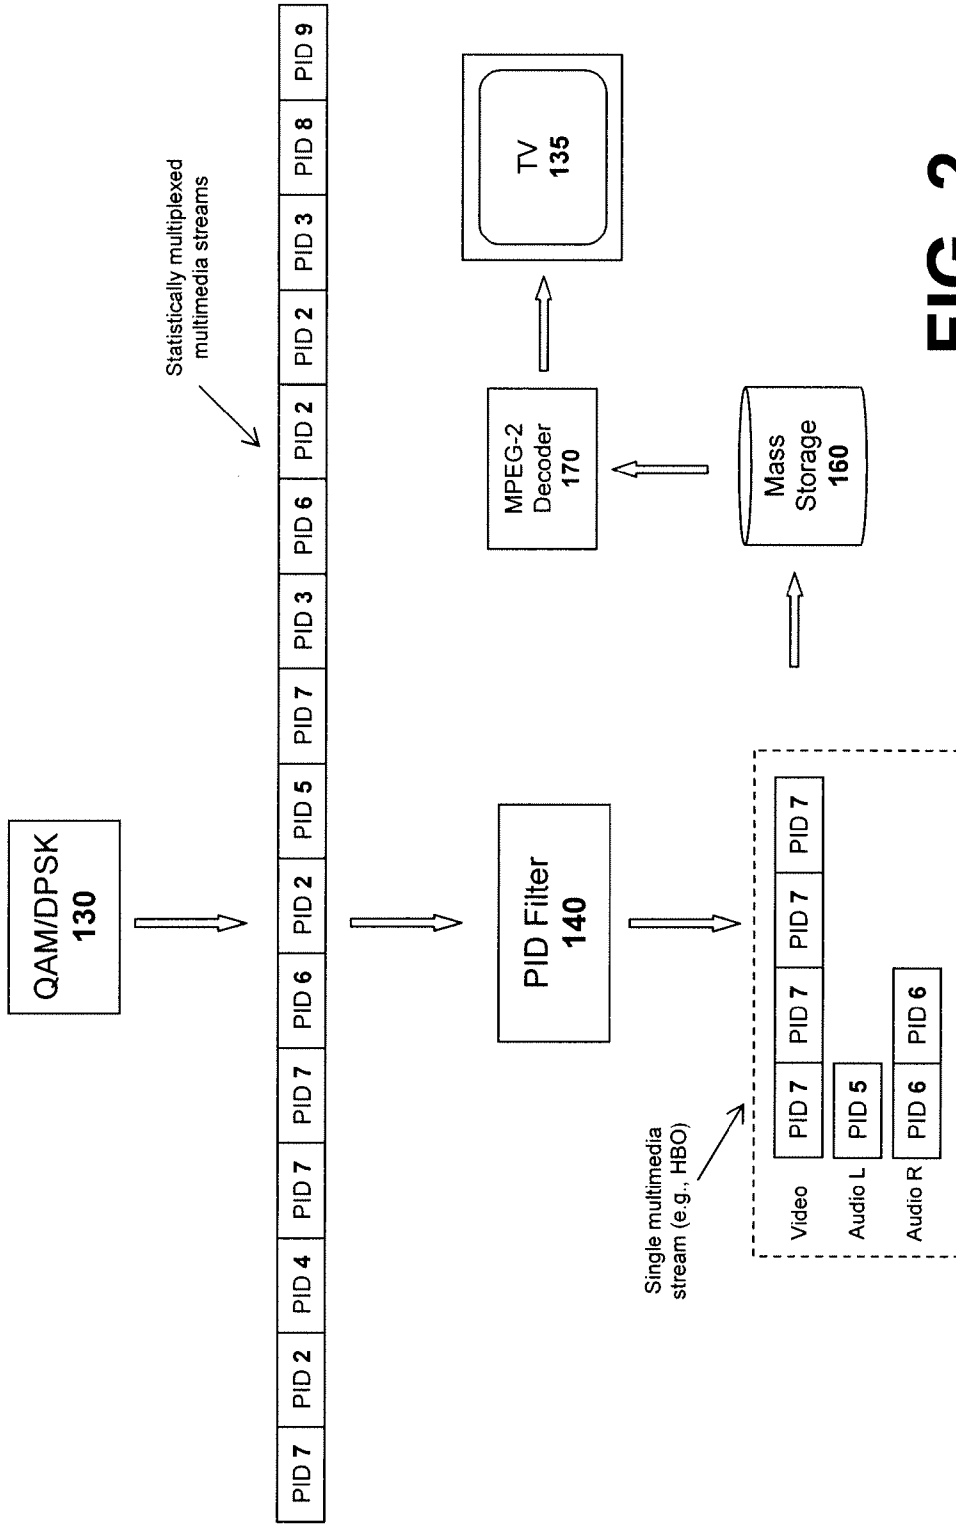 QAM/DPSK
130
Statistically multiplexed
multimedia streams
PID 7 PID 2 PID 4 PID 7 PID 7 PID 6 PID 2 PID 5 PID 7 PID 3 PID 6 PID 2 PID 2 PID 3 PID 8 PID 9
PID Filter
140
MPEG-2
Decoder
170
TV
135
Single multimedia
stream (e.g., HBO)
Video PID 7 PID 7 PID 7 PID 7
Audio L PID 5
Audio R PID 6 PID 6
Mass
Storage
160
FIG 2